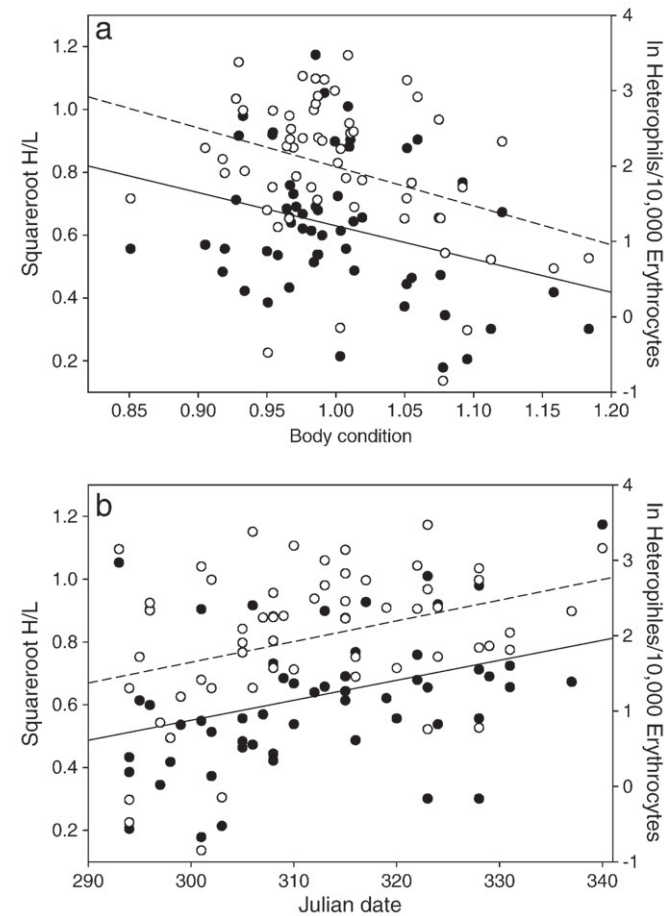 a
1.2
1.0
0.8
0.6
0.4
0.2
Squareroot H/L
4
3
2
1
0
-1
ln Heterophils/10,000 Erythrocytes
0.85 0.90 0.95 1.00 1.05 1.10 1.15 1.20
Body condition
b
1.2
1.0
0.8
0.6
0.4
0.2
Squareroot H/L
4
3
2
1
0
-1
ln Heteropihles/10,000 Erythrocytes
290 300 310 320 330 340
Julian date